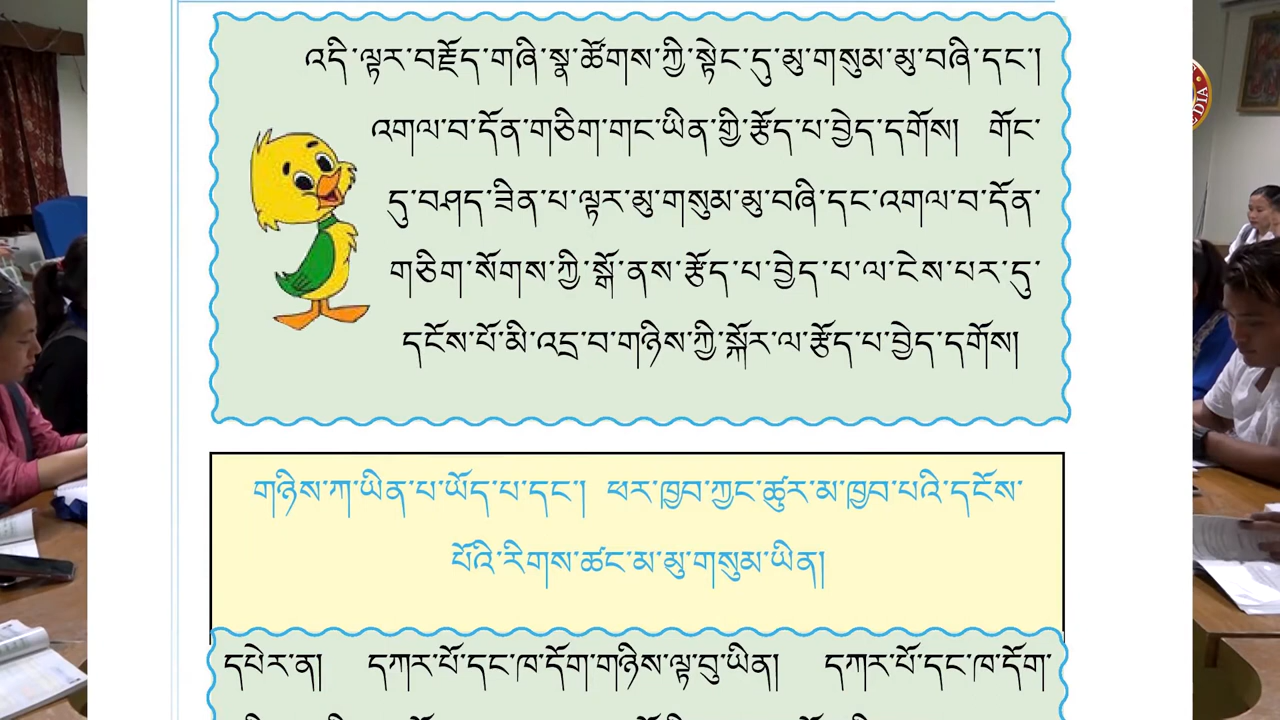 འདི་ལྟར་བརྗོད་གཞི་སྣ་ཚོགས་ཀྱི་སྟེང་དུ་མུ་གསུམ་མུ་བཞི་དང་།
འགལ་བ་དོན་གཅིག་གང་ཡིན་གྱི་རྩོད་པ་བྱེད་དགོས། གོང་
དུ་བཤད་ཟིན་པ་ལྟར་མུ་གསུམ་མུ་བཞི་དང་འགལ་བ་དོན་
གཅིག་སོགས་ཀྱི་སྒོ་ནས་རྩོད་པ་བྱེད་པ་ལ་ངེས་པར་དུ་
དངོས་པོ་མི་འདྲ་བ་གཉིས་ཀྱི་སྐོར་ལ་རྩོད་པ་བྱེད་དགོས།
གཉིས་ཀ་ཡིན་པ་ཡོད་པ་དང་། ཕར་ཁྱབ་ཀྱང་ཚུར་མ་ཁྱབ་པའི་དངོས་
པོའི་རིགས་ཚང་མ་མུ་གསུམ་ཡིན།
དཔེར་ན། དཀར་པོ་དང་ཁ་དོག་གཉིས་ལྟ་བུ་ཡིན། དཀར་པོ་དང་ཁ་དོག་